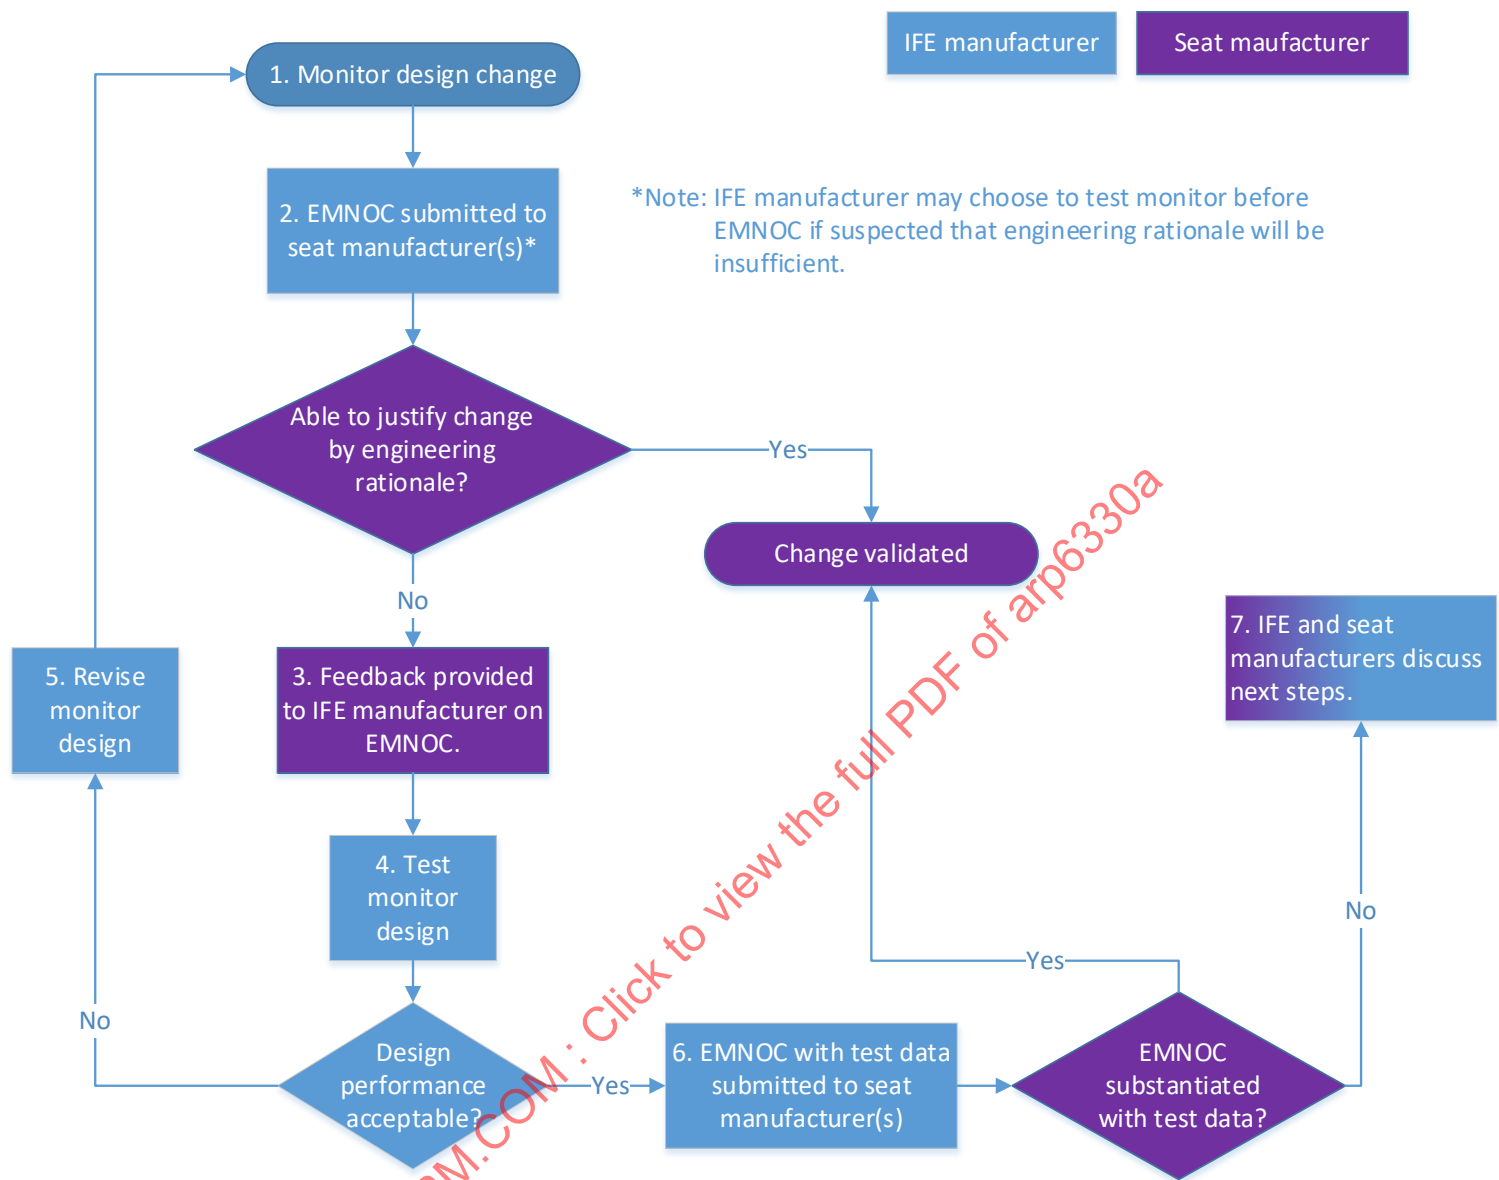 IFE manufacturer
Seat maufacturer
1. Monitor design change
2. EMNOC submitted to
seat manufacturer(s)*
*Note: IFE manufacturer may choose to test monitor before
EMNOC if suspected that engineering rationale will be
insufficient.
Able to justify change
by engineering
rationale?
Yes
Change validated
No
3. Feedback provided
to IFE manufacturer on
EMNOC.
5. Revise
monitor
design
7. IFE and seat
manufacturers discuss
next steps.
4. Test
monitor
design
No
Yes
No
Design
performance
acceptable?
Yes
6. EMNOC with test data
submitted to seat
manufacturer(s)
EMNOC
substantiated
with test data?
.COM : Click to view the full PDF of arp6330a